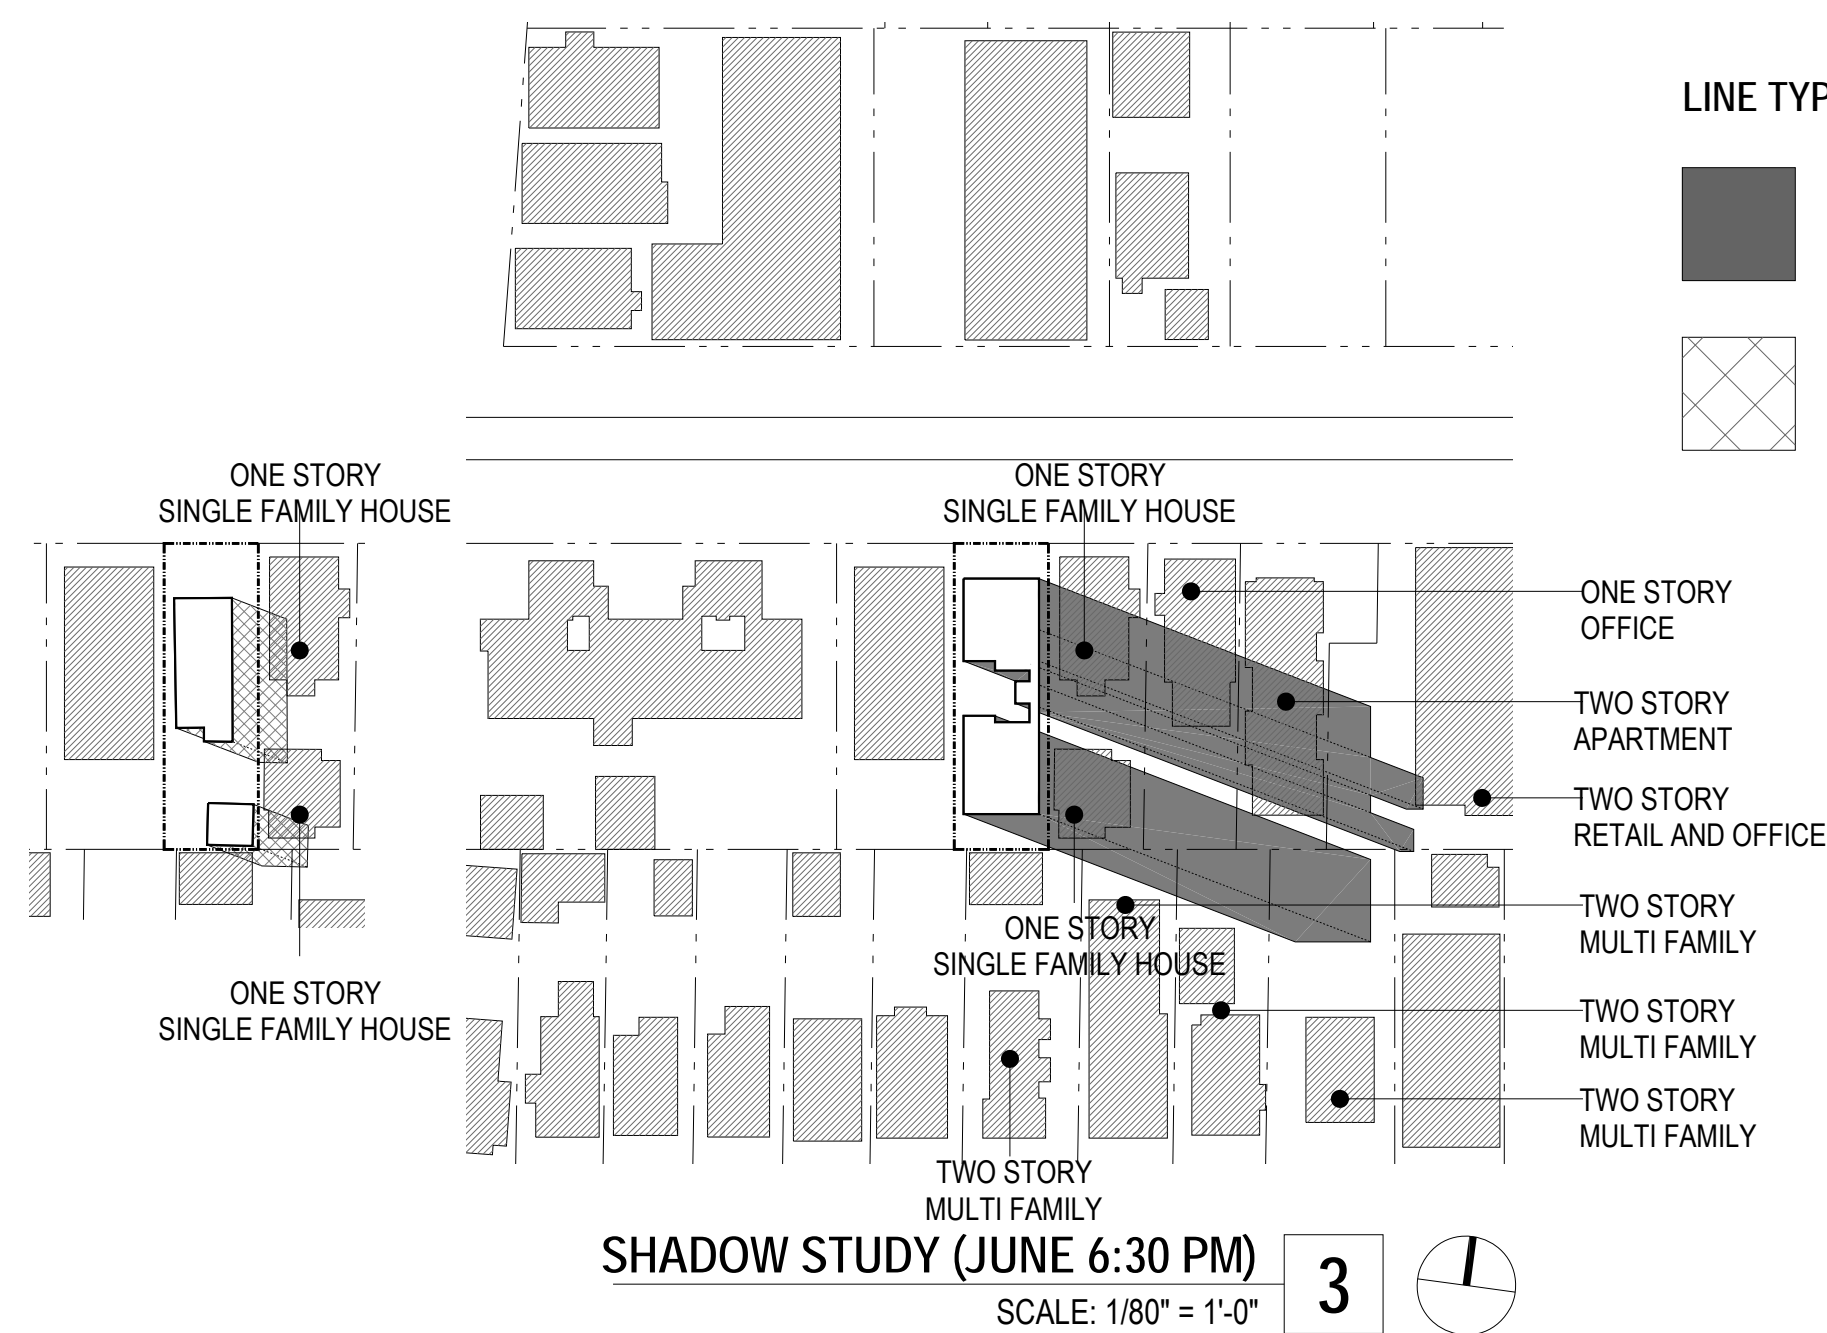 LINE TYP
ONE STORY
SINGLE FAMILY HOUSE
ONE STORY
SINGLE FAMILY HOUSE
ONE STORY
OFFICE
TWO STORY
APARTMENT
TWO STORY
RETAIL AND OFFICE
TWO STORY
MULTI FAMILY
ONE STORY
SINGLE FAMILY HOUSE
ONE STORY
SINGLE FAMILY HOUSE
TWO STORY
MULTI FAMILY
TWO STORY
MULTI FAMILY
TWO STORY
MULTI FAMILY
SHADOW STUDY (JUNE 6:30 PM)
3
SCALE: 1/80" = 1'-0"